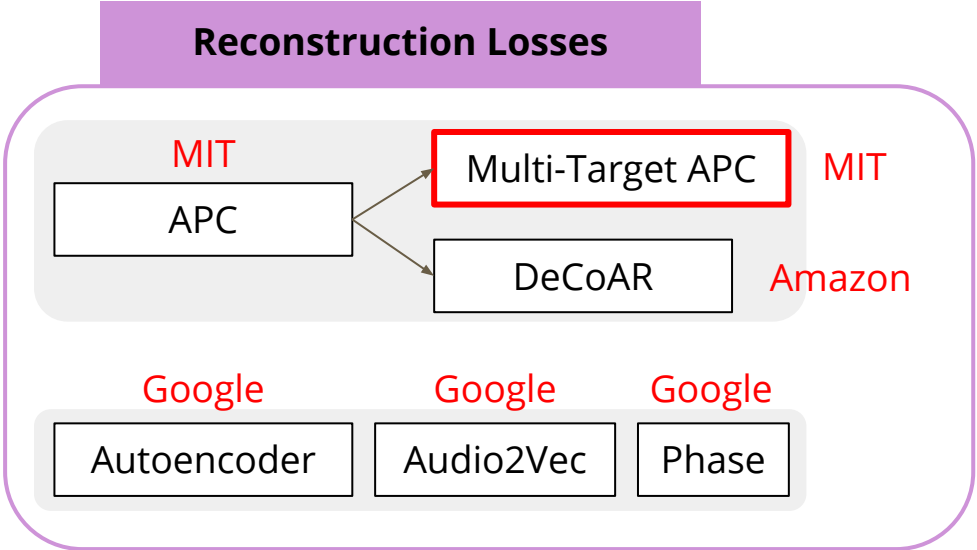 Reconstruction Losses
MIT
APC
Multi-Target APC
MIT
DeCoAR
Amazon
Google
Google
Google
Autoencoder
Audio2Vec
Phase